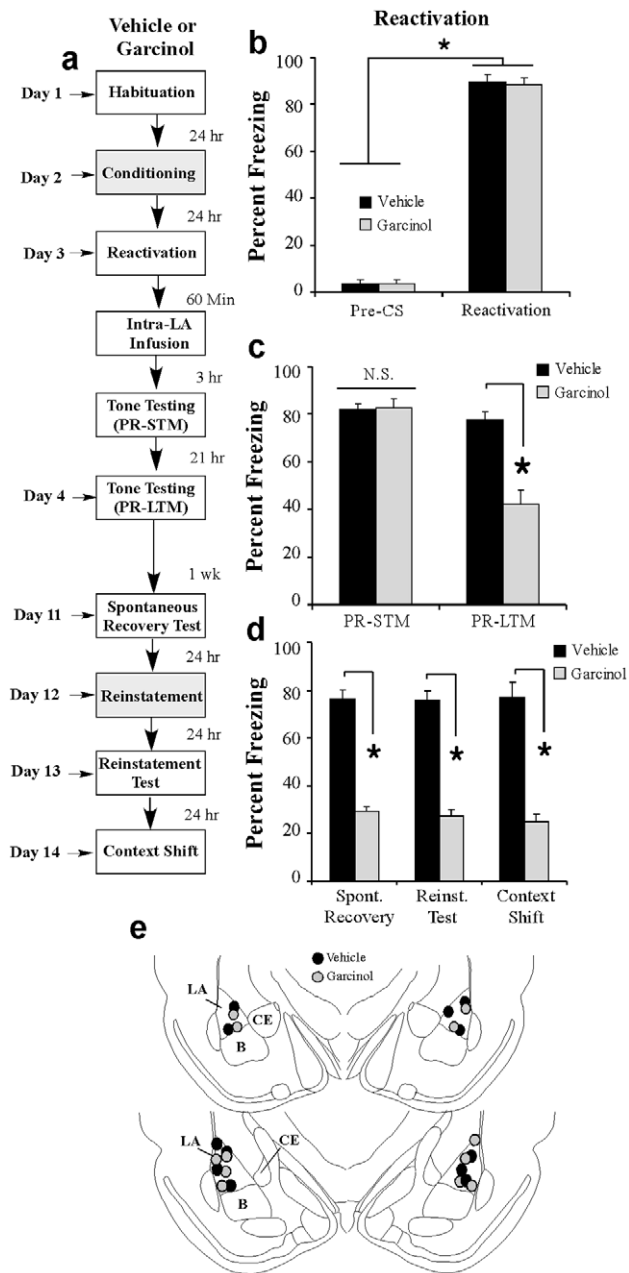 Vehicle or
Garcinol
a
Day 1
Habituation
24 hr
Day 2
Conditioning
24 hr
Day 3
Reactivation
60 Min
Intra-LA
Infusion
3 hr
Tone Testing
(PR-STM)
21 hr
Day 4
Tone Testing
(PR-LTM)
1 wk
Day 11
Spontaneous
Recovery Test
24 hr
Day 12
Reinstatement
24 hr
Day 13
Reinstatement
Test
24 hr
Day 14
Context Shift
b
Reactivation
Percent Freezing
100
80
60
40
20
0
*
Vehicle
Garcinol
Pre-CS
Reactivation
c
Percent Freezing
100
80
60
40
20
0
N.S.
Vehicle
Garcinol
*
PR-STM
PR-LTM
d
Percent Freezing
100
80
60
40
20
0
Vehicle
Garcinol
* * *
Spont.
Recovery
Reinst.
Test
Context
Shift
e
Vehicle
Garcinol
LA
CE
B
LA
CE
B